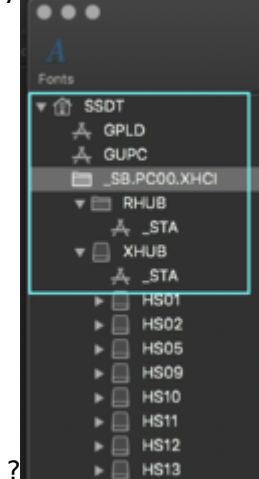 A
Fonts
SSDT
GPLD
GUPC
_SB.PC00.XHCI
RHUB
_STA
XHUB
_STA
HS01
HS02
HS05
HS09
HS10
HS11
HS12
HS13
?